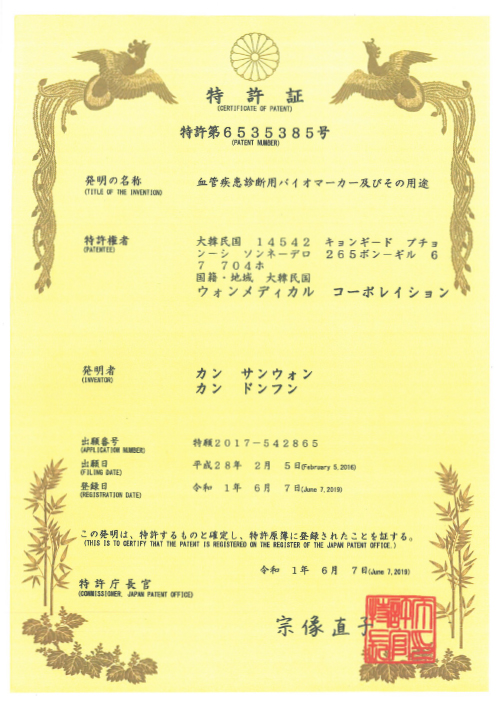 特許証
(CERTIFICATE OF PATENT)
特許第6535385号
(PATENT NUMBER)
発明の名称
(TITLE OF THE INVENTION)
血管疾患診断用バイオマーカー及びその用途
特許権者
(PATENTEE)
大韓民国 14542 キョンギード プチョ
ンーシ ソンネーデロ 265ボンーギル 6
7 704ホ
国籍・地域 大韓民国
ウォンメディカル コーポレイション
発明者
(INVENTOR)
カン サンウォン
カン ドンフン
出願番号
(APPLICATION NUMBER)
特願2017-542865
出願日
(FILING DATE)
平成28年 2月 5日(February 5,2016)
登録日
(REGISTRATION DATE)
令和 1年 6月 7日(June 7,2019)
この発明は、特許するものと確定し、特許原簿に登録されたことを証する。
(THIS IS TO CERTIFY THAT THE PATENT IS REGISTERED ON THE REGISTER OF THE JAPAN PATENT OFFICE.)
令和 1年 6月 7日(June 7,2019)
特許庁長官
(COMMISSIONER, JAPAN PATENT OFFICE)
宗像直子